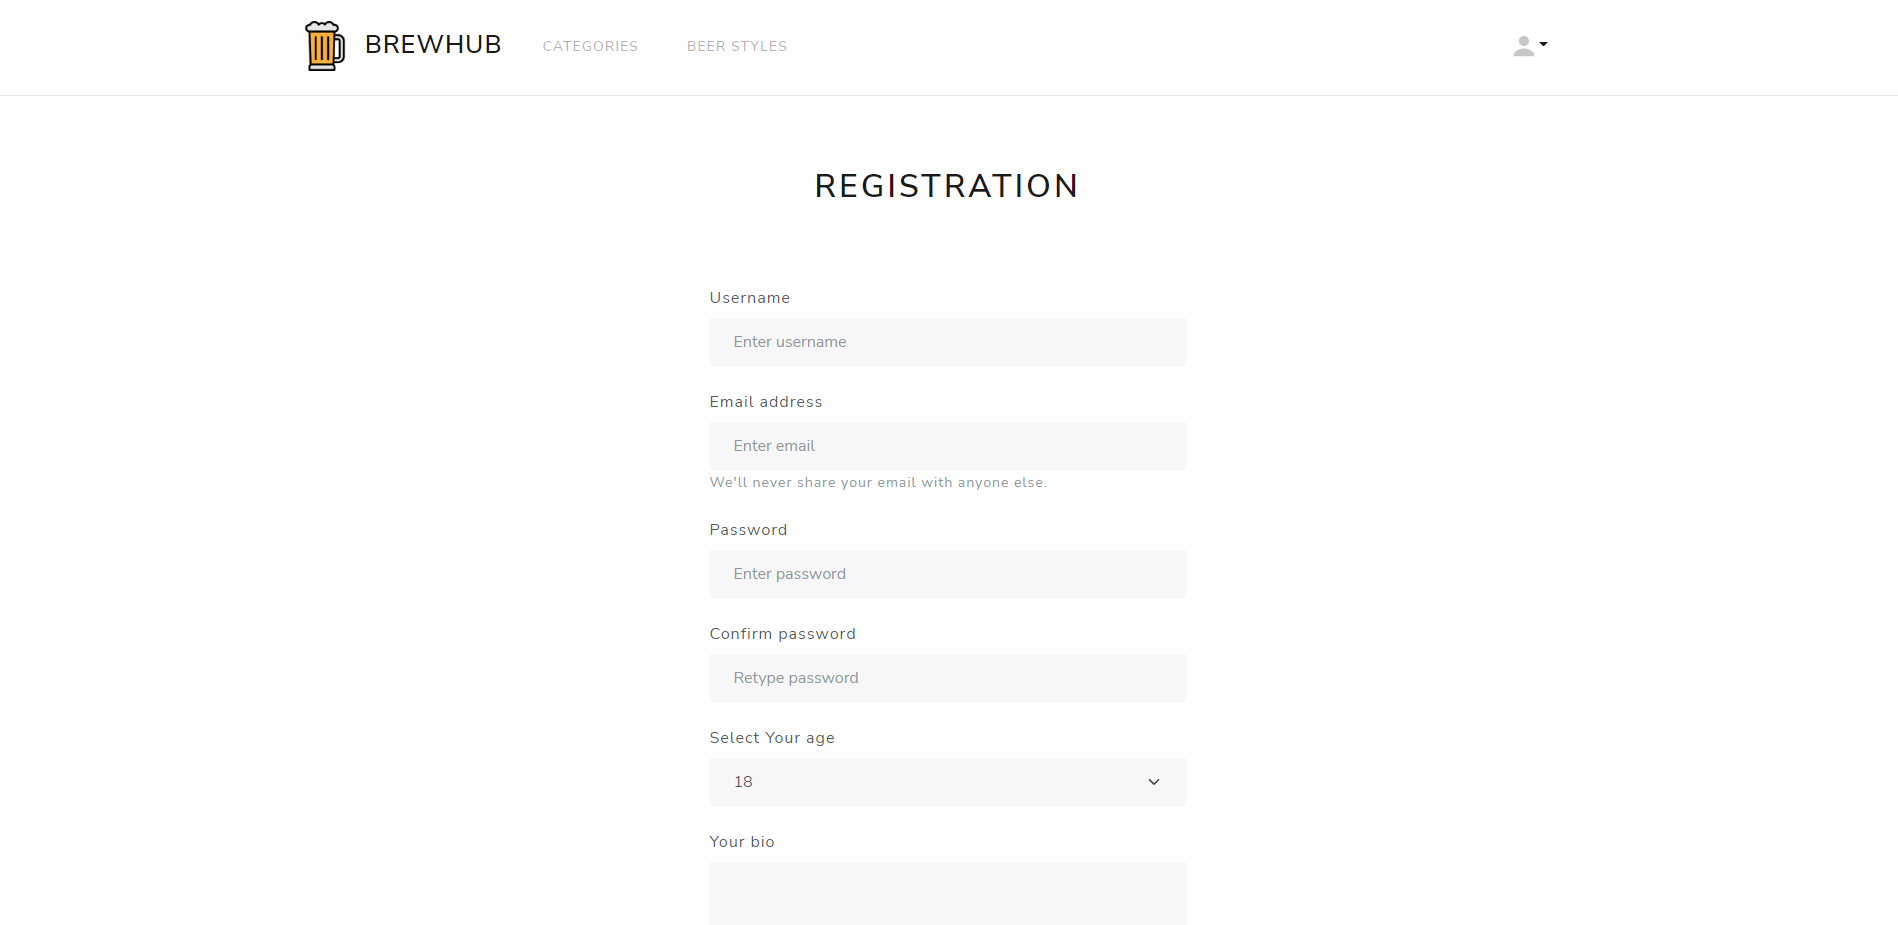 BREWHUB CATEGORIES BEER STYLES
REGISTRATION
Username
Enter username
Email address
Enter email
We'll never share your email with anyone else.
Password
Enter password
Confirm password
Retype password
Select Your age
18
Your bio